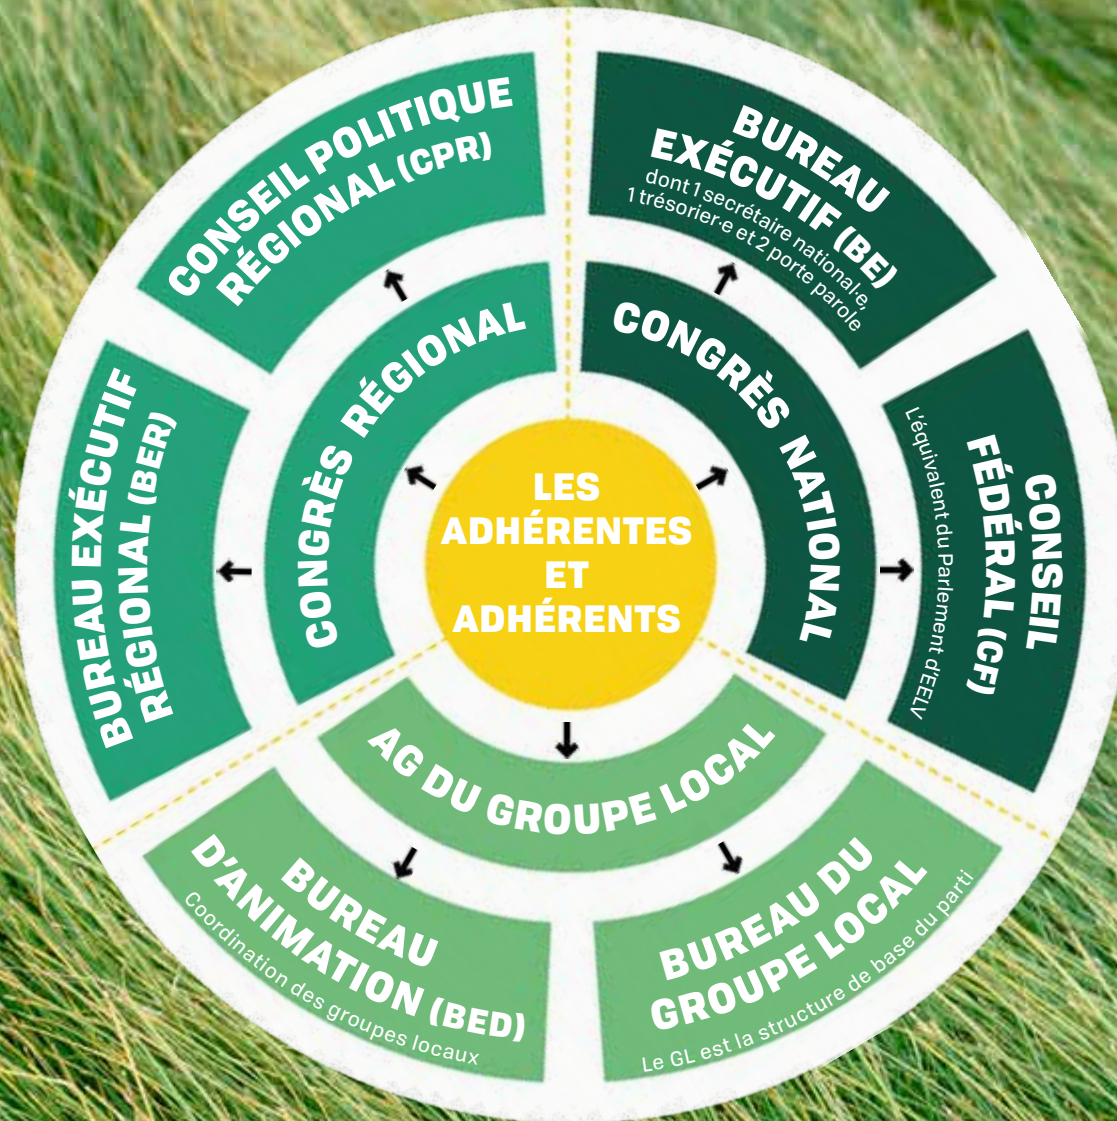 CONSEIL POLITIQUE
RÉGIONAL (CPR)
BUREAU
EXÉCUTIF (BE)
dont 1 secrétaire national·e,
1 trésorier·e et 2 porte parole
BUREAU EXÉCUTIF
RÉGIONAL (BER)
CONGRÈS RÉGIONAL
CONGRÈS NATIONAL
CONSEIL
FÉDÉRAL (CF)
L'équivalent du Parlement d'EELV
LES
ADHÉRENTES
ET
ADHÉRENTS
AG DU GROUPE LOCAL
BUREAU
D'ANIMATION (BED)
Coordination des groupes locaux
BUREAU DU
GROUPE LOCAL
Le GL est la structure de base du parti